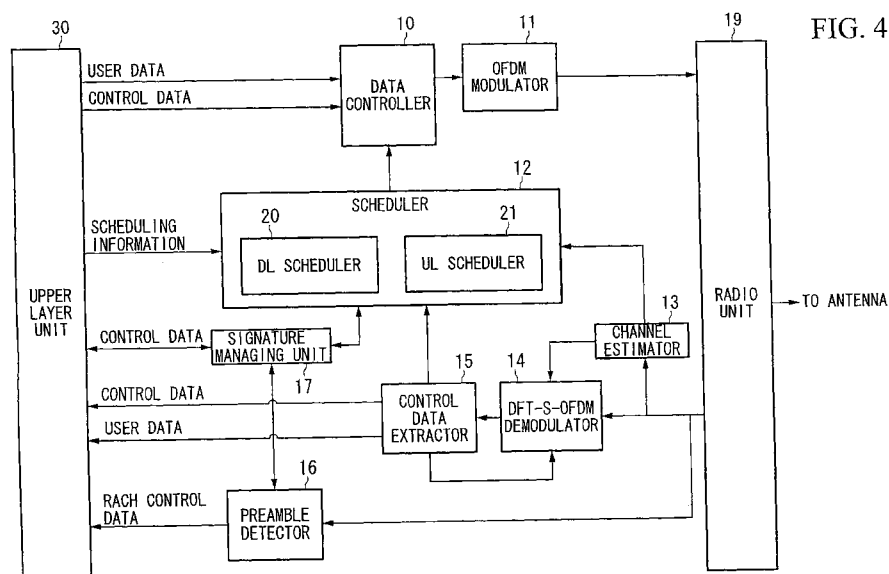 FIG. 4
30
10
11
19
USER DATA
CONTROL DATA
DATA
CONTROLLER
OFDM
MODULATOR
12
SCHEDULER
SCHEDULING
INFORMATION
20
DL SCHEDULER
21
UL SCHEDULER
UPPER
LAYER
UNIT
RADIO
UNIT
TO ANTENNA
CONTROL DATA
SIGNATURE
MANAGING UNIT
17
13
CHANNEL
ESTIMATOR
CONTROL DATA
USER DATA
15
CONTROL
DATA
EXTRACTOR
14
DFT-S-OFDM
DEMODULATOR
RACH CONTROL
DATA
16
PREAMBLE
DETECTOR